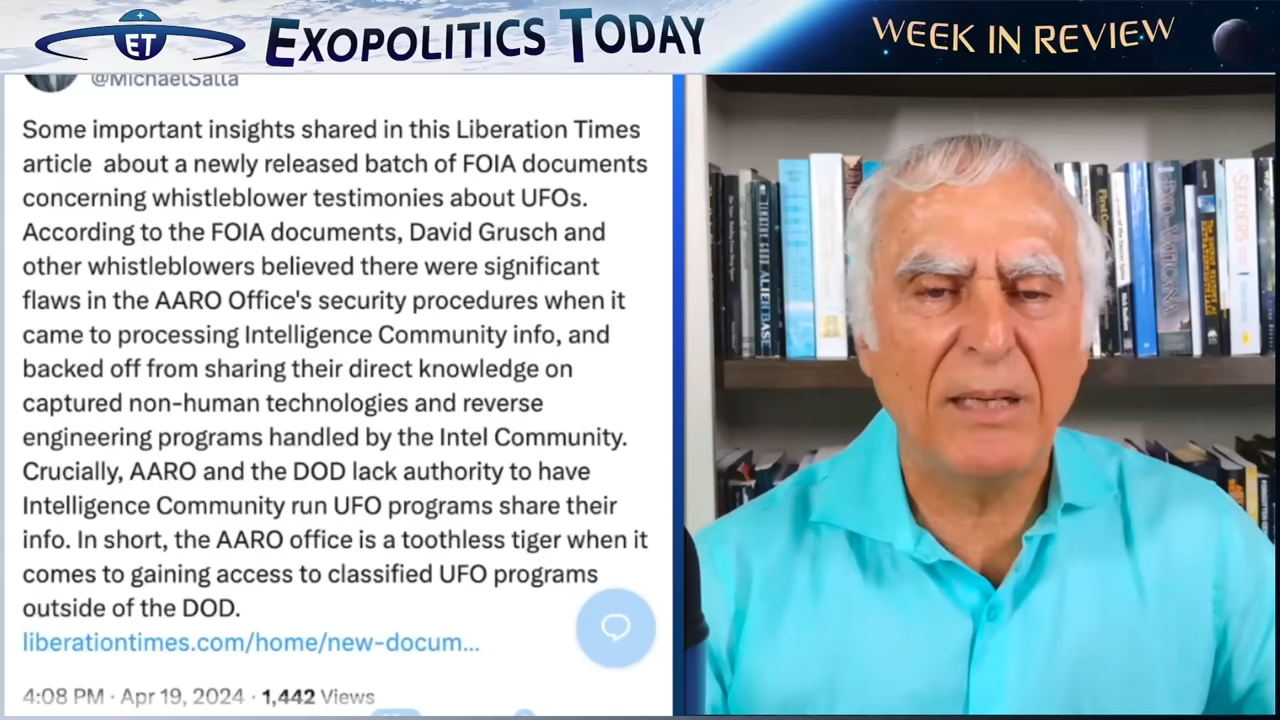 ET
EXOPOLITICS TODAY
WEEK IN REVIEW
@MichaelSalla
Some important insights shared in this Liberation Times
article about a newly released batch of FOIA documents
concerning whistleblower testimonies about UFOs.
According to the FOIA documents, David Grusch and
other whistleblowers believed there were significant
flaws in the AARO Office's security procedures when it
came to processing Intelligence Community info, and
backed off from sharing their direct knowledge on
captured non-human technologies and reverse
engineering programs handled by the Intel Community.
Crucially, AARO and the DOD lack authority to have
Intelligence Community run UFO programs share their
info. In short, the AARO office is a toothless tiger when it
comes to gaining access to classified UFO programs
outside of the DOD.
liberationtimes.com/home/new-docum...
4:08 PM · Apr 19, 2024 · 1,442 Views
TIMOTHY GOOD ALIEN BASE
SEEDERS